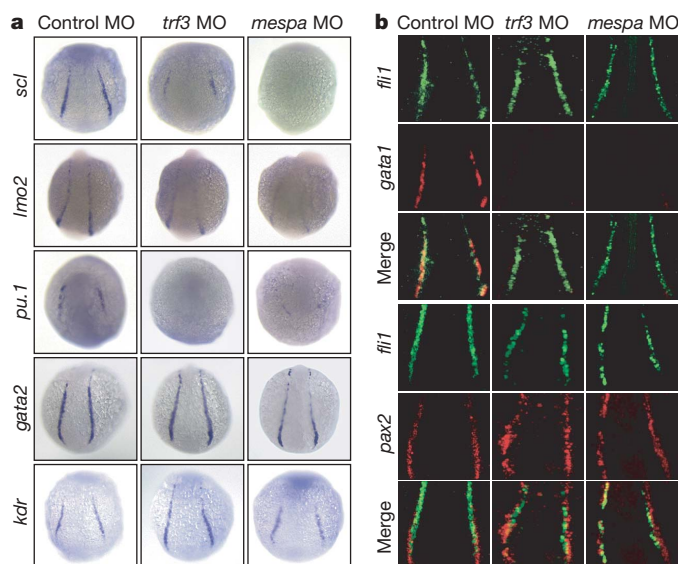 a
Control MO trf3 MO mespa MO
scl
lmo2
pu.1
gata2
kdr
b
Control MO trf3 MO mespa MO
fli1
gata1
Merge
fli1
pax2
Merge